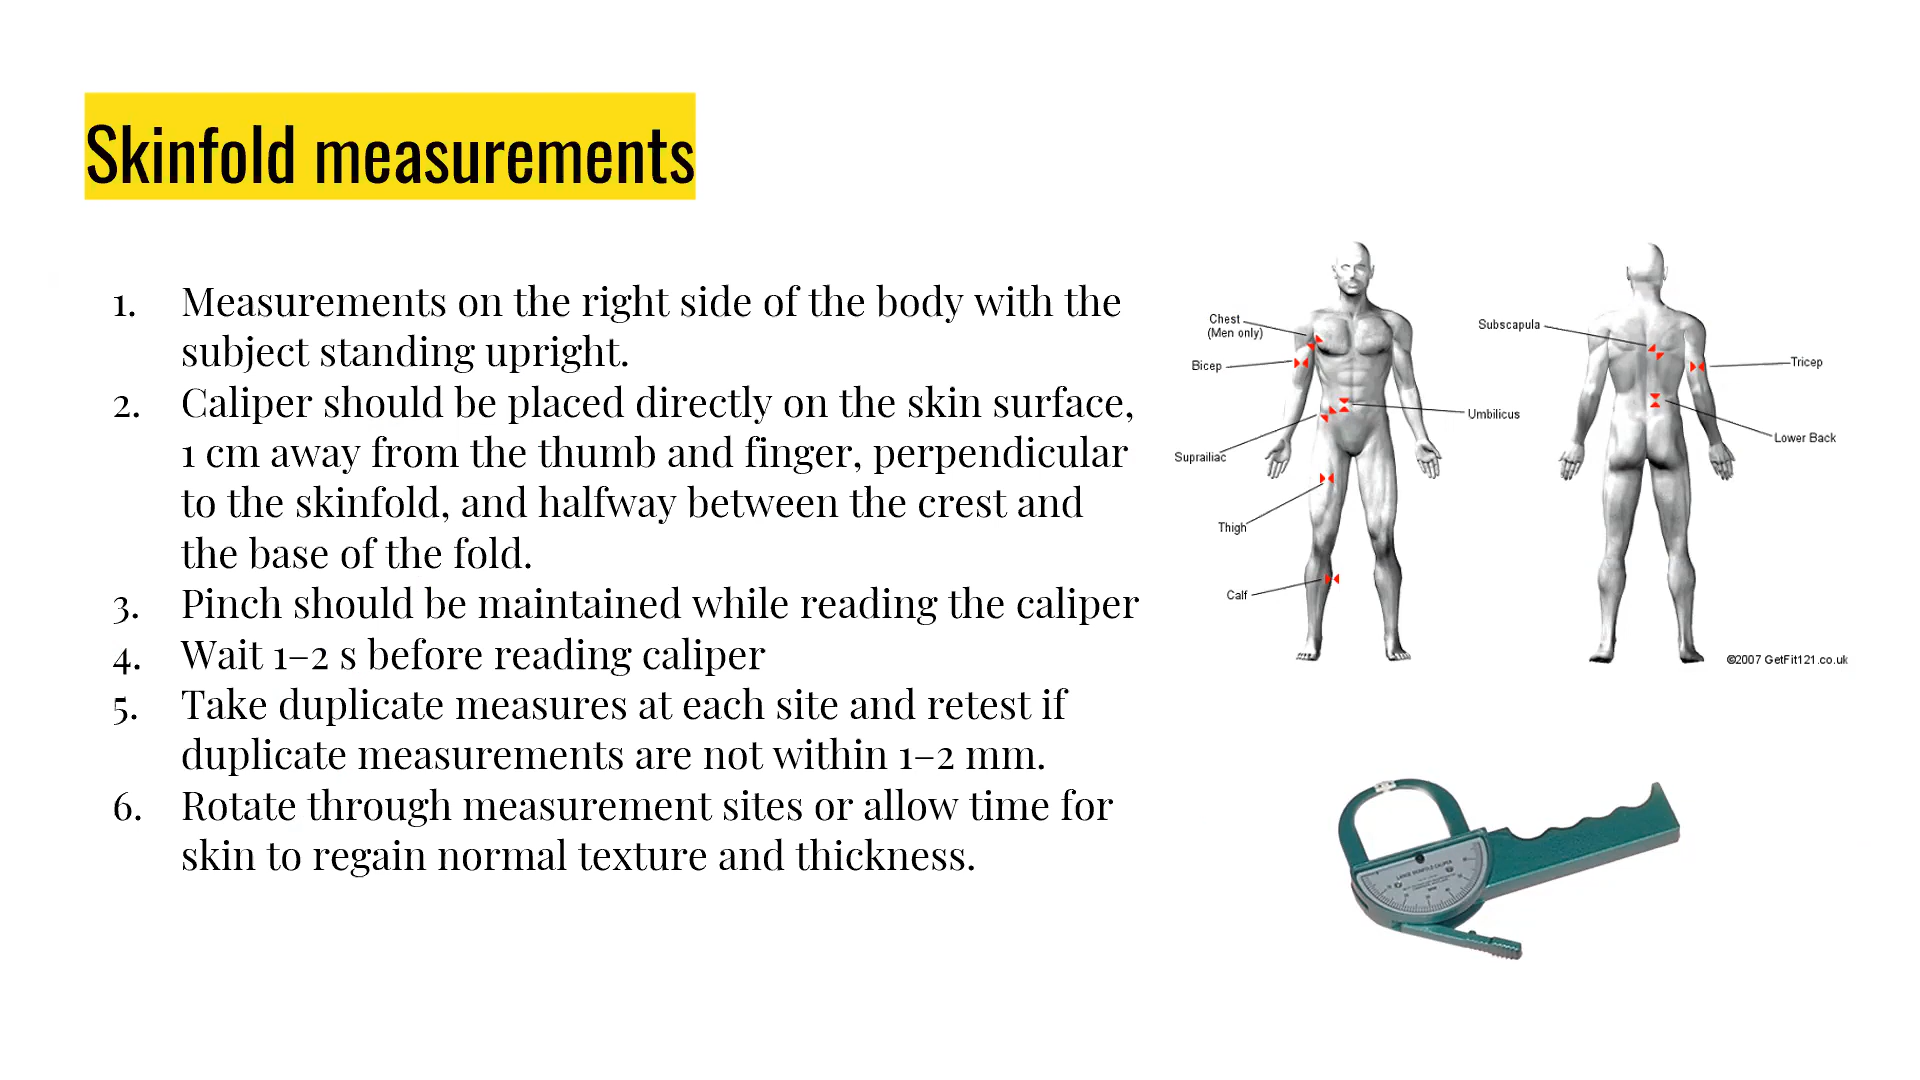 Skinfold measurements
1. Measurements on the right side of the body with the
subject standing upright.
2. Caliper should be placed directly on the skin surface,
1 cm away from the thumb and finger, perpendicular
to the skinfold, and halfway between the crest and
the base of the fold.
3. Pinch should be maintained while reading the caliper
4. Wait 1–2 s before reading caliper
5. Take duplicate measures at each site and retest if
duplicate measurements are not within 1–2 mm.
6. Rotate through measurement sites or allow time for
skin to regain normal texture and thickness.
Chest
(Men only)
Bicep
Suprailiac
Thigh
Calf
Umbilicus
Subscapula
Tricep
Lower Back
©2007 GetFit121.co.uk
LANGE SKINFOLD CALIPER